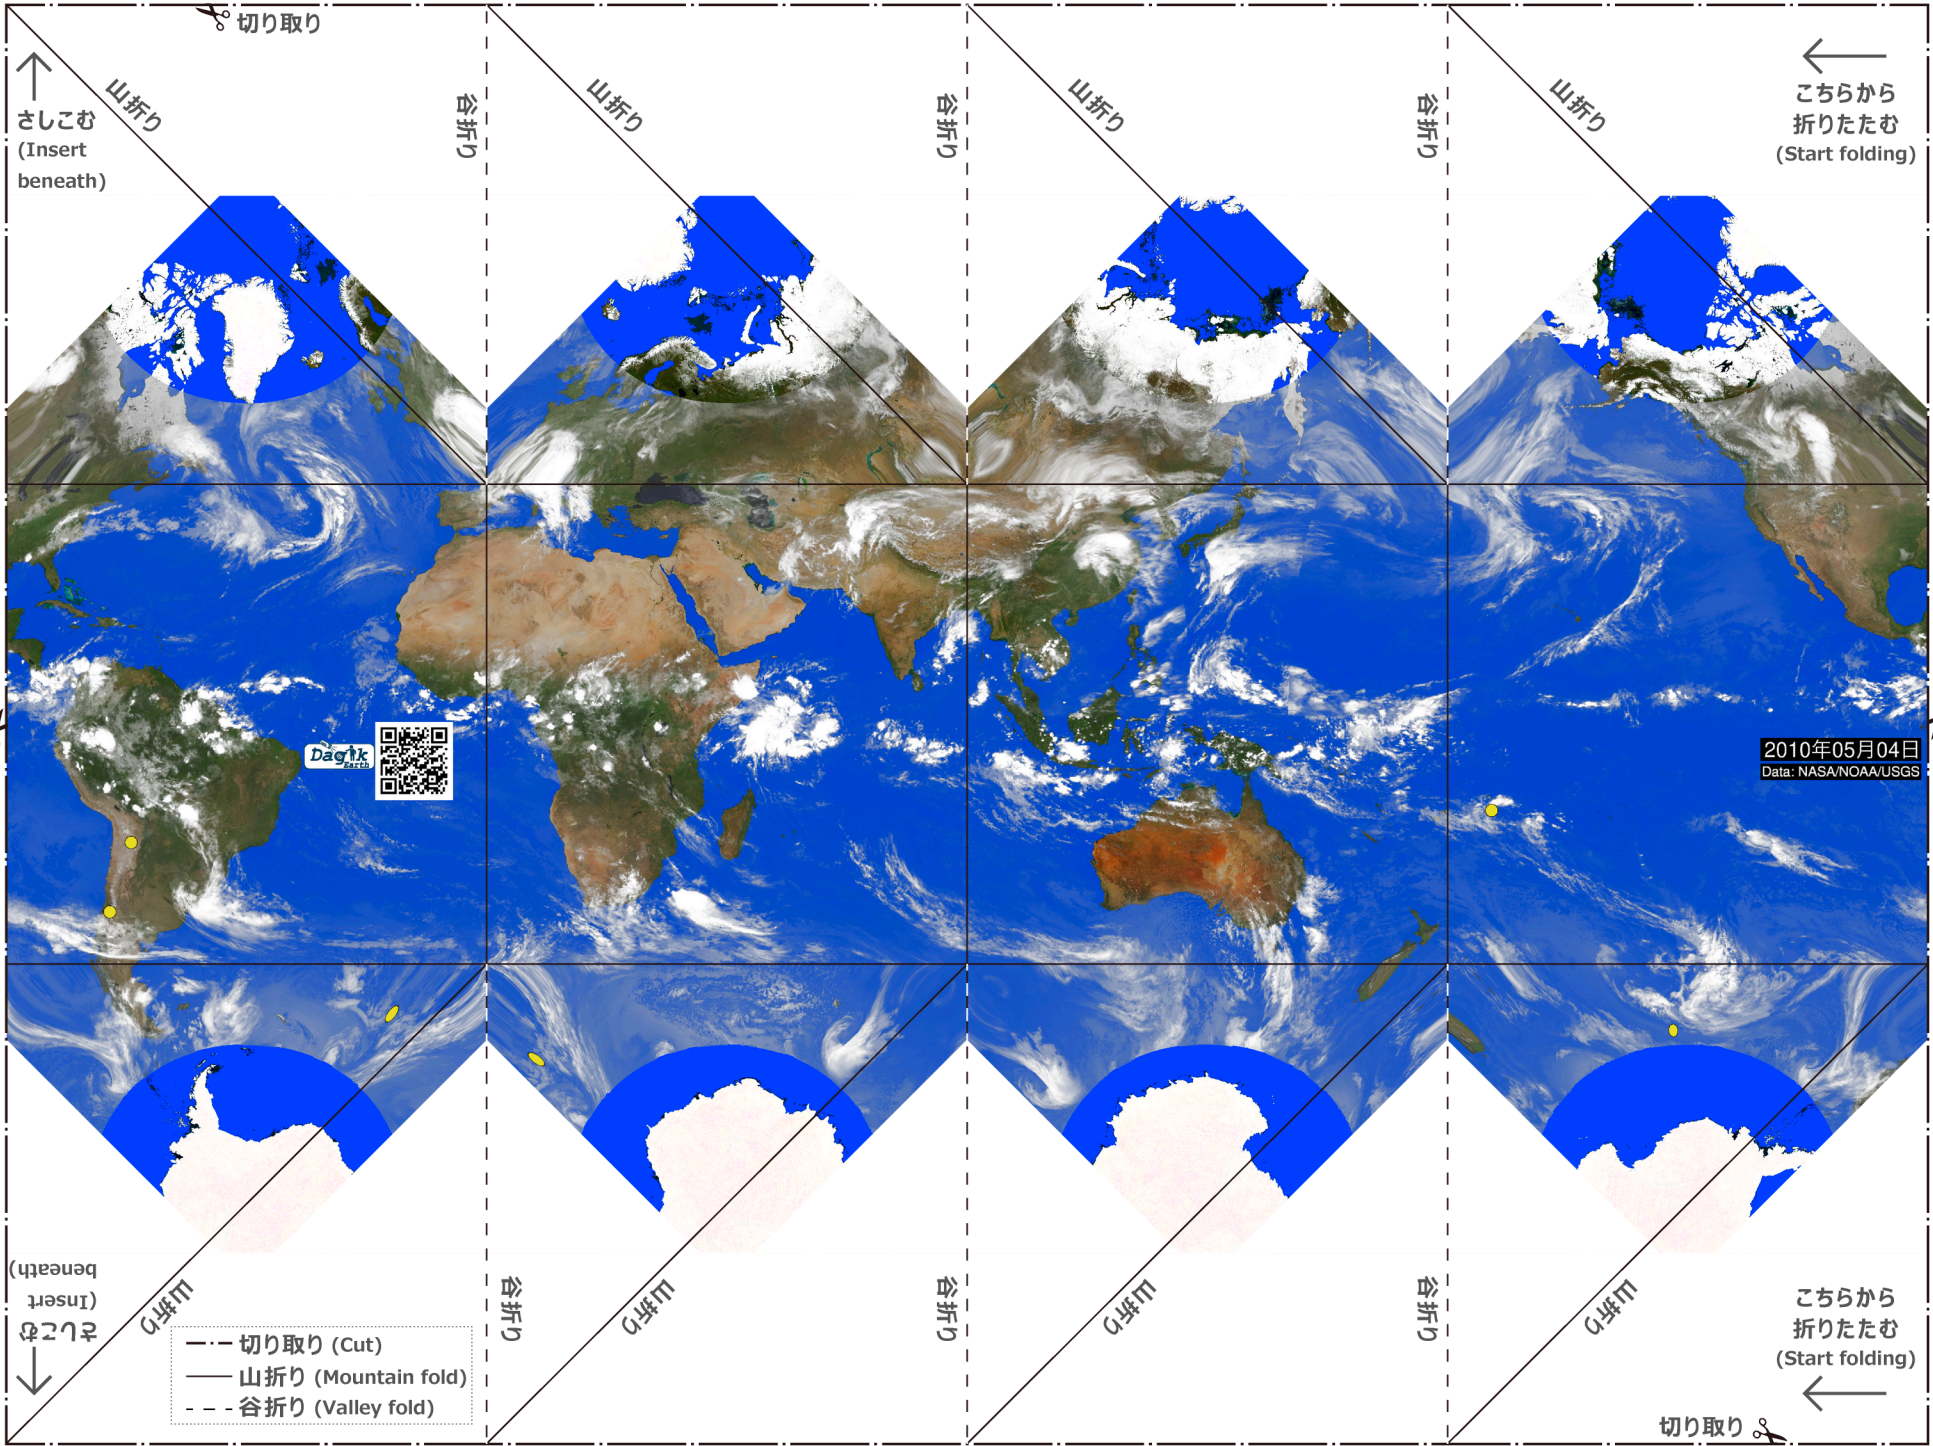 切り取り
山折り
谷折り
山折り
谷折り
山折り
谷折り
山折り
さしこむ
(Insert
beneath)
こちらから
折りたたむ
(Start folding)
Dagik
Earth
2010年05月04日
Data: NASA/NOAA/USGS
さしこむ
(Insert
beneath)
山折り
谷折り
山折り
谷折り
山折り
谷折り
山折り
切り取り (Cut)
山折り (Mountain fold)
谷折り (Valley fold)
こちらから
折りたたむ
(Start folding)
切り取り